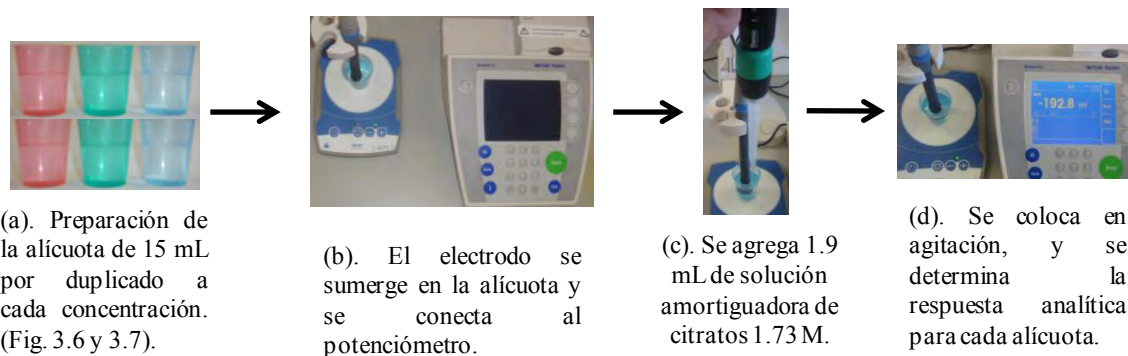 (a). Preparación de
la alícuota de 15 mL
por duplicado a
cada concentración.
(Fig. 3.6 y 3.7).
(b). El electrodo se
sumerge en la alícuota y
se conecta al
potenciómetro.
(c). Se agrega 1.9
mL de solución
amortiguadora de
citratos 1.73 M.
-192.8 mV
(d). Se coloca en
agitación, y se
determina la
respuesta analítica
para cada alícuota.